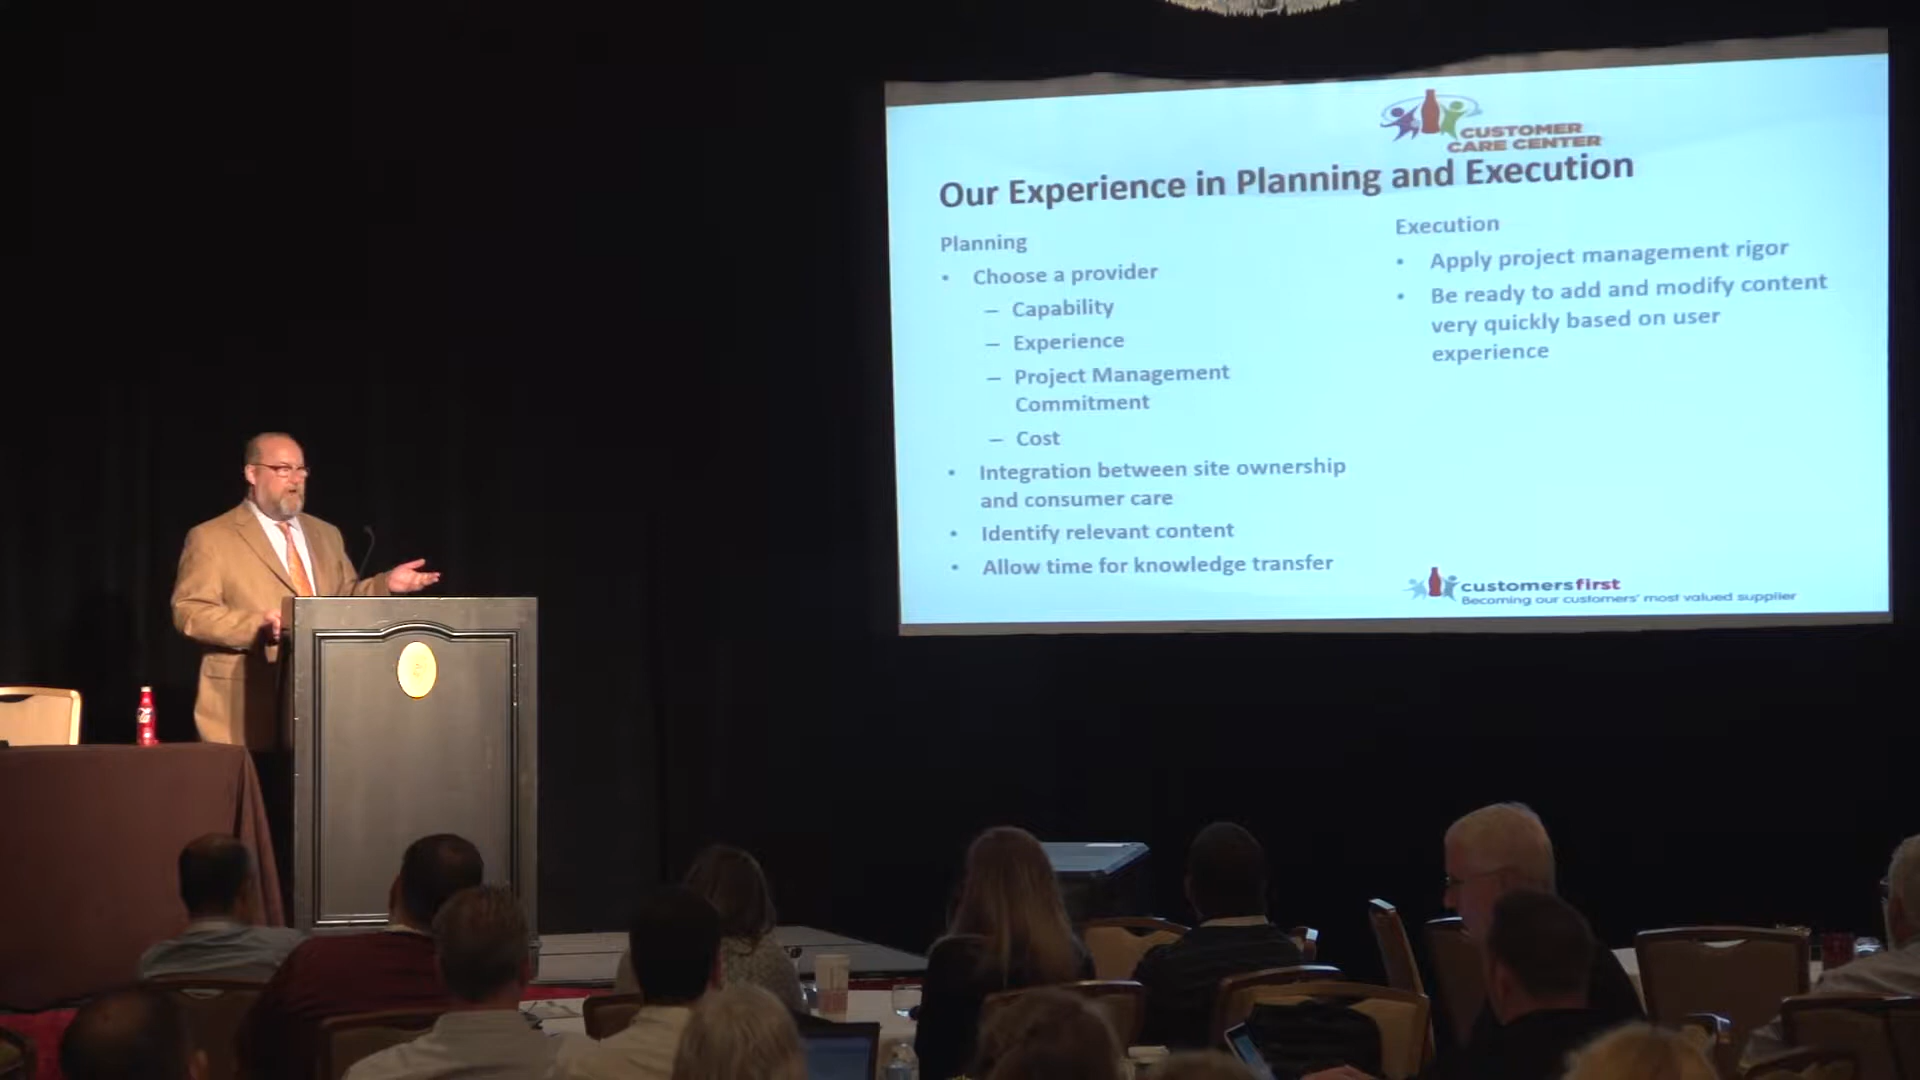 CUSTOMER
CARE CENTER
Our Experience in Planning and Execution
Planning
• Choose a provider
– Capability
– Experience
– Project Management
Commitment
– Cost
• Integration between site ownership
and consumer care
• Identify relevant content
• Allow time for knowledge transfer
Execution
• Apply project management rigor
• Be ready to add and modify content
very quickly based on user
experience
customersfirst
Becoming our customers' most valued supplier